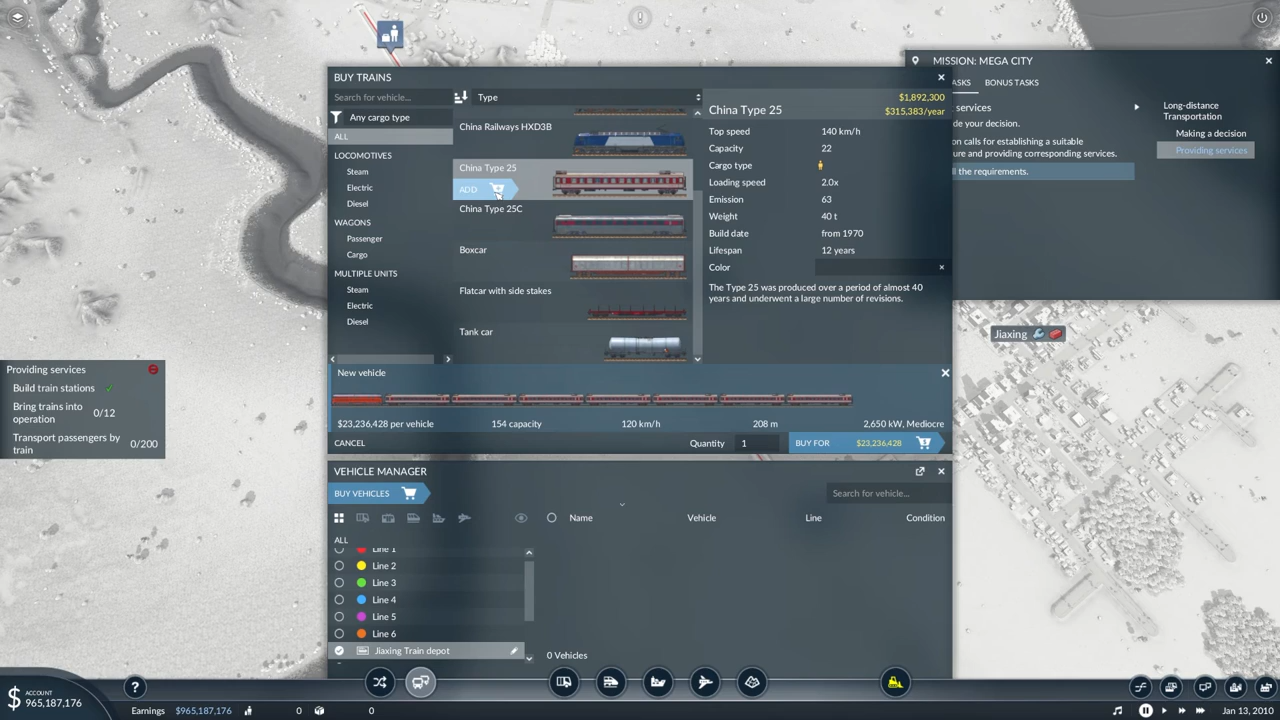 BUY TRAINS
Search for vehicle...
Type
Any cargo type
ALL
LOCOMOTIVES
Steam
Electric
Diesel
WAGONS
Passenger
Cargo
MULTIPLE UNITS
Steam
Electric
Diesel
China Railways HXD3B
China Type 25
ADD
China Type 25C
Boxcar
Flatcar with side stakes
Tank car
$1,892,300
China Type 25
$315,383/year
Top speed 140 km/h
Capacity 22
Cargo type
Loading speed 2.0x
Emission 63
Weight 40 t
Build date from 1970
Lifespan 12 years
Color
The Type 25 was produced over a period of almost 40
years and underwent a large number of revisions.
New vehicle
$23,236,428 per vehicle 154 capacity 120 km/h 208 m 2,650 kW, Mediocre
CANCEL Quantity 1 BUY FOR $23,236,428
VEHICLE MANAGER
BUY VEHICLES
Search for vehicle...
Name Vehicle Line Condition
ALL
Line 1
Line 2
Line 3
Line 4
Line 5
Line 6
Jiaxing Train depot
0 Vehicles
MISSION: MEGA CITY
ASKS BONUS TASKS
services
de your decision.
on calls for establishing a suitable
ure and providing corresponding services.
ll the requirements.
Long-distance
Transportation
Making a decision
Providing services
Jiaxing
Providing services
Build train stations
Bring trains into
operation 0/12
Transport passengers by
train 0/200
$ ACCOUNT
965,187,176
?
Earnings $965,187,176 0 0
Jan 13, 2010